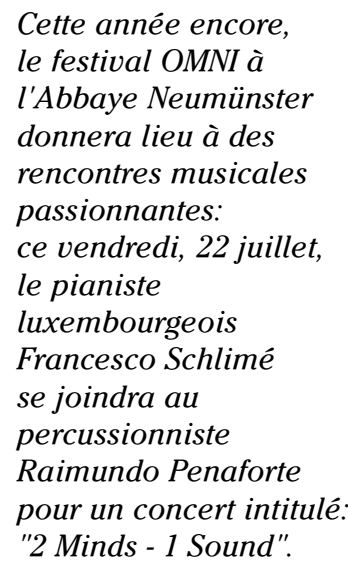 Cette année encore,
le festival OMNI à
l'Abbaye Neumünster
donnera lieu à des
rencontres musicales
passionnantes:
ce vendredi, 22 juillet,
le pianiste
luxembourgeois
Francesco Schlimé
se joindra au
percussionniste
Raimundo Penaforte
pour un concert intitulé:
"2 Minds - 1 Sound".